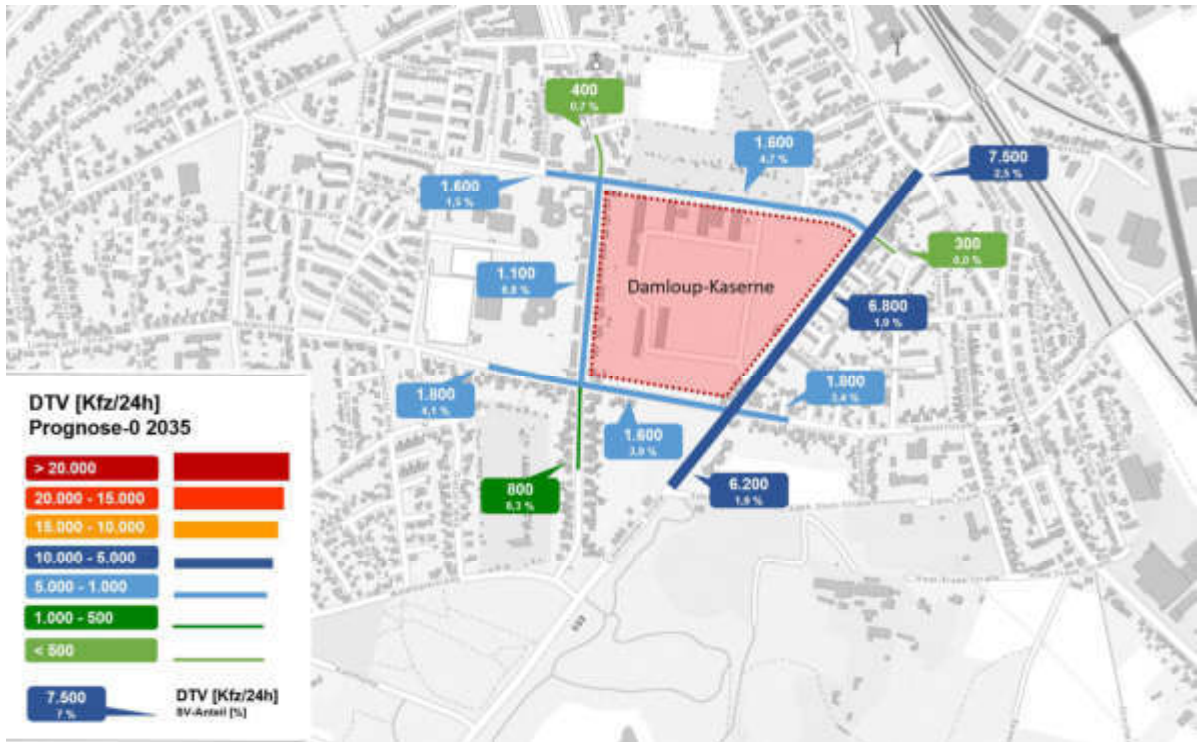 400
0,7 %
1.600
4,7 %
7.500
2,5 %
1.600
1,5 %
300
0,0 %
1.100
Damloup-Kaserne
6.800
1,9 %
1.800
4,1 %
1.800
3,4 %
1.600
3,9 %
6.200
1,9 %
800
DTV [Kfz/24h]
Prognose-0 2035
> 20.000
20.000 - 15.000
15.000 - 10.000
10.000 - 5.000
5.000 - 1.000
1.000 - 500
< 500
7.500
7 %
DTV [Kfz/24h]
SV-Anteil [%]